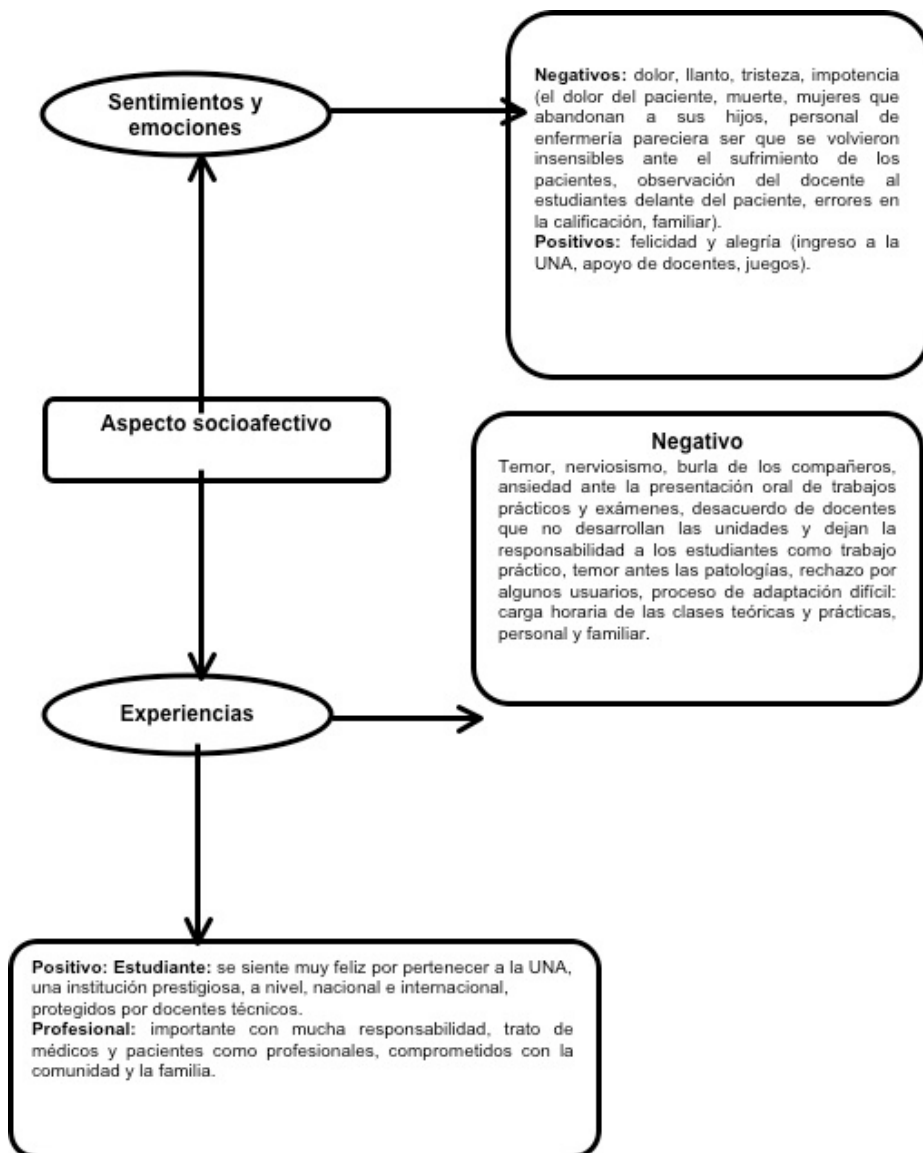 Sentimientos y
emociones
Negativos: dolor, llanto, tristeza, impotencia
(el dolor del paciente, muerte, mujeres que
abandonan a sus hijos, personal de
enfermería pareciera ser que se volvieron
insensibles ante el sufrimiento de los
pacientes, observación del docente al
estudiantes delante del paciente, errores en
la calificación, familiar).
Positivos: felicidad y alegría (ingreso a la
UNA, apoyo de docentes, juegos).
Aspecto socioafectivo
Negativo
Temor, nerviosismo, burla de los compañeros,
ansiedad ante la presentación oral de trabajos
prácticos y exámenes, desacuerdo de docentes
que no desarrollan las unidades y dejan la
responsabilidad a los estudiantes como trabajo
práctico, temor antes las patologías, rechazo por
algunos usuarios, proceso de adaptación difícil:
carga horaria de las clases teóricas y prácticas,
personal y familiar.
Experiencias
Positivo: Estudiante: se siente muy feliz por pertenecer a la UNA,
una institución prestigiosa, a nivel, nacional e internacional,
protegidos por docentes técnicos.
Profesional: importante con mucha responsabilidad, trato de
médicos y pacientes como profesionales, comprometidos con la
comunidad y la familia.